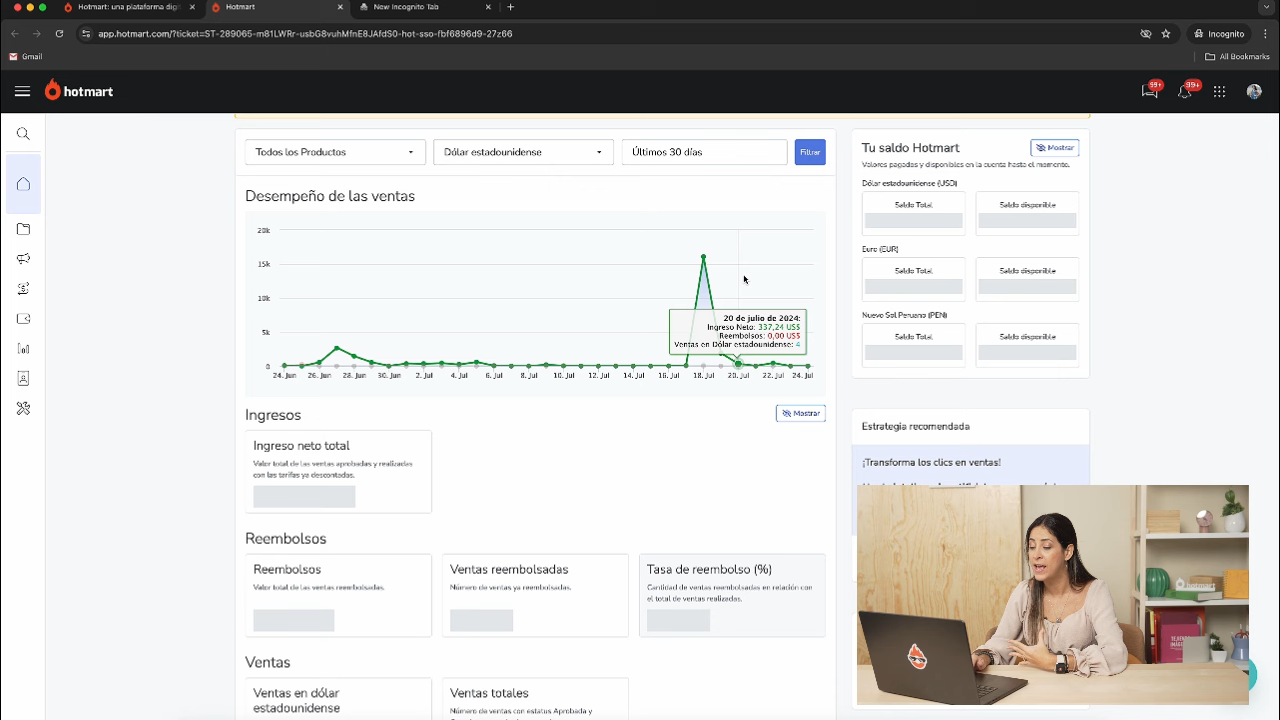 Hotmart: una plataforma digi
Hotmart
New Incognito Tab
app.hotmart.com/?ticket=ST-289065-m81LWRr-usbG8vuhMfnE8JAfdS0-hot-sso-fbf6896d9-27z66
Incognito
Gmail
All Bookmarks
hotmart
99+
99+
Todos los Productos
Dólar estadounidense
Últimos 30 días
Filtrar
Desempeño de las ventas
20k
15k
10k
5k
0
24. Jun
26. Jun
28. Jun
30. Jun
2. Jul
4. Jul
6. Jul
8. Jul
10. Jul
12. Jul
14. Jul
16. Jul
18. Jul
20. Jul
22. Jul
24. Jul
20 de julio de 2024:
Ingreso Neto: 337,24 US$
Reembolsos: 0,00 US$
Ventas en Dólar estadounidense: 4
Ingresos
Mostrar
Ingreso neto total
Valor total de las ventas aprobadas y realizadas
con las tarifas ya descontadas.
Reembolsos
Reembolsos
Valor total de las ventas reembolsadas.
Ventas reembolsadas
Número de ventas ya reembolsadas.
Tasa de reembolso (%)
Cantidad de ventas reembolsadas en relación con
el total de ventas realizadas.
Ventas
Ventas en dólar
estadounidense
Ventas totales
Número de ventas con estatus Aprobada y
Tu saldo Hotmart
Mostrar
Valores pagados y disponibles en la cuenta hasta el momento.
Dólar estadounidense (USD)
Saldo Total
Saldo disponible
Euro (EUR)
Saldo Total
Saldo disponible
Nuevo Sol Peruano (PEN)
Saldo Total
Saldo disponible
Estrategia recomendada
¡Transforma los clics en ventas!
hotmart